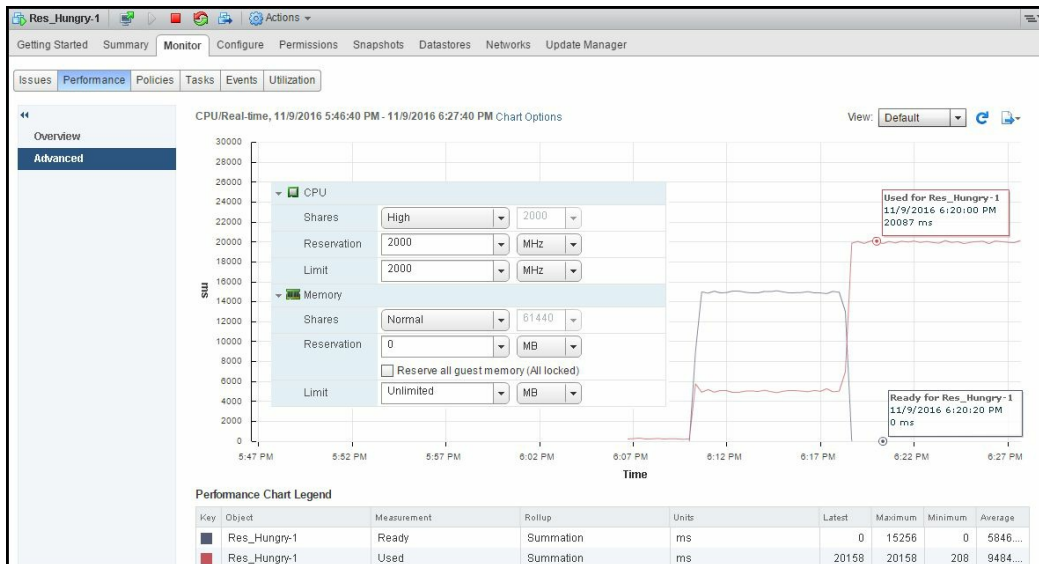 Res_Hungry-1 Actions
Getting Started Summary Monitor Configure Permissions Snapshots Datastores Networks Update Manager
Issues Performance Policies Tasks Events Utilization
CPU/Real-time, 11/9/2016 5:46:40 PM - 11/9/2016 6:27:40 PM Chart Options View: Default
Overview
Advanced
30000
28000
26000
24000
22000
20000
18000
16000
14000
12000
10000
8000
6000
4000
2000
0
ms
CPU
Shares High 2000
Reservation 2000 MHz
Limit 2000 MHz
Memory
Shares Normal 61440
Reservation 0 MB
Reserve all guest memory (All locked)
Limit Unlimited MB
Used for Res_Hungry-1
11/9/2016 6:20:00 PM
20087 ms
Ready for Res_Hungry-1
11/9/2016 6:20:20 PM
0 ms
5:47 PM 5:52 PM 5:57 PM 6:02 PM 6:07 PM 6:12 PM 6:17 PM 6:22 PM 6:27 PM
Time
Performance Chart Legend
Key Object Measurement Rollup Units Latest Maximum Minimum Average
Res_Hungry-1 Ready Summation ms 0 15256 0 5846....
Res_Hungry-1 Used Summation ms 20158 20158 208 9484....